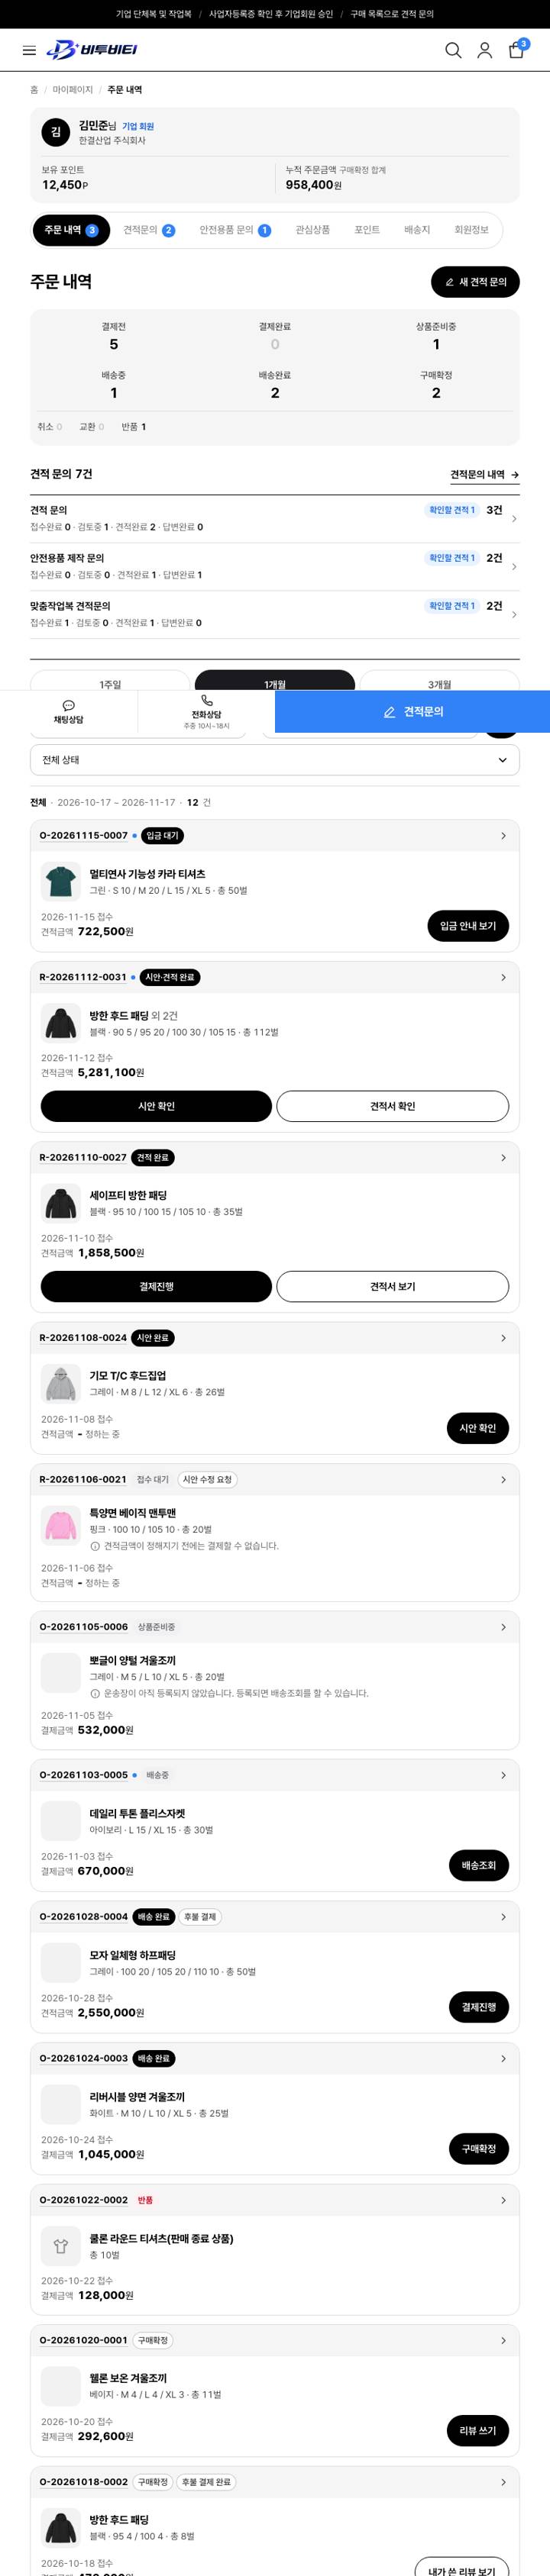 기업 단체복 및 작업복 / 사업자등록증 확인 후 기업회원 승인 / 구매 목록으로 견적 문의
비투비티 3
홈 / 마이페이지 / 주문 내역
김 김민준님 기업 회원
한결산업 주식회사
보유 포인트 누적 주문금액 구매확정 합계
12,450P 958,400원
주문 내역 3 견적문의 2 안전용품 문의 1 관심상품 포인트 배송지 회원정보
주문 내역 새 견적 문의
결제전 결제완료 상품준비중
5 0 1
배송중 배송완료 구매확정
1 2 2
취소 0 교환 0 반품 1
견적 문의 7건 견적문의 내역 →
견적 문의 확인할 견적 1 3건
접수완료 0 · 검토중 1 · 견적완료 2 · 답변완료 0
안전용품 제작 문의 확인할 견적 1 2건
접수완료 0 · 검토중 0 · 견적완료 1 · 답변완료 1
맞춤작업복 견적문의 확인할 견적 1 2건
접수완료 1 · 검토중 0 · 견적완료 1 · 답변완료 0
1주일 1개월 3개월
채팅상담 전화상담 견적문의
주중 10시~18시
전체 상태
전체 · 2026-10-17 ~ 2026-11-17 · 12 건
O-20261115-0007 입금 대기
멀티연사 기능성 카라 티셔츠
그린 · S 10 / M 20 / L 15 / XL 5 · 총 50벌
2026-11-15 접수
견적금액 722,500원 입금 안내 보기
R-20261112-0031 시안·견적 완료
방한 후드 패딩 외 2건
블랙 · 90 5 / 95 20 / 100 30 / 105 15 · 총 112벌
2026-11-12 접수
견적금액 5,281,100원
시안 확인 견적서 확인
R-20261110-0027 견적 완료
세이프티 방한 패딩
블랙 · 95 10 / 100 15 / 105 10 · 총 35벌
2026-11-10 접수
견적금액 1,858,500원
결제진행 견적서 보기
R-20261108-0024 시안 완료
기모 T/C 후드집업
그레이 · M 8 / L 12 / XL 6 · 총 26벌
2026-11-08 접수
견적금액 - 정하는 중 시안 확인
R-20261106-0021 접수 대기 시안 수정 요청
특양면 베이직 맨투맨
핑크 · 100 10 / 105 10 · 총 20벌
견적금액이 정해지기 전에는 결제할 수 없습니다.
2026-11-06 접수
견적금액 - 정하는 중
O-20261105-0006 상품준비중
뽀글이 양털 겨울조끼
그레이 · M 5 / L 10 / XL 5 · 총 20벌
운송장이 아직 등록되지 않았습니다. 등록되면 배송조회를 할 수 있습니다.
2026-11-05 접수
결제금액 532,000원
O-20261103-0005 배송중
데일리 투톤 플리스자켓
아이보리 · L 15 / XL 15 · 총 30벌
2026-11-03 접수
결제금액 670,000원 배송조회
O-20261028-0004 배송 완료 후불 결제
모자 일체형 하프패딩
그레이 · 100 20 / 105 20 / 110 10 · 총 50벌
2026-10-28 접수
견적금액 2,550,000원 결제진행
O-20261024-0003 배송 완료
리버시블 양면 겨울조끼
화이트 · M 10 / L 10 / XL 5 · 총 25벌
2026-10-24 접수
결제금액 1,045,000원 구매확정
O-20261022-0002 반품
쿨론 라운드 티셔츠(판매 종료 상품)
총 10벌
2026-10-22 접수
결제금액 128,000원
O-20261020-0001 구매확정
웰론 보온 겨울조끼
베이지 · M 4 / L 4 / XL 3 · 총 11벌
2026-10-20 접수
결제금액 292,600원 리뷰 쓰기
O-20261018-0002 구매확정 후불 결제 완료
방한 후드 패딩
블랙 · 95 4 / 100 4 · 총 8벌
2026-10-18 접수
내가 쓴 리뷰 보기